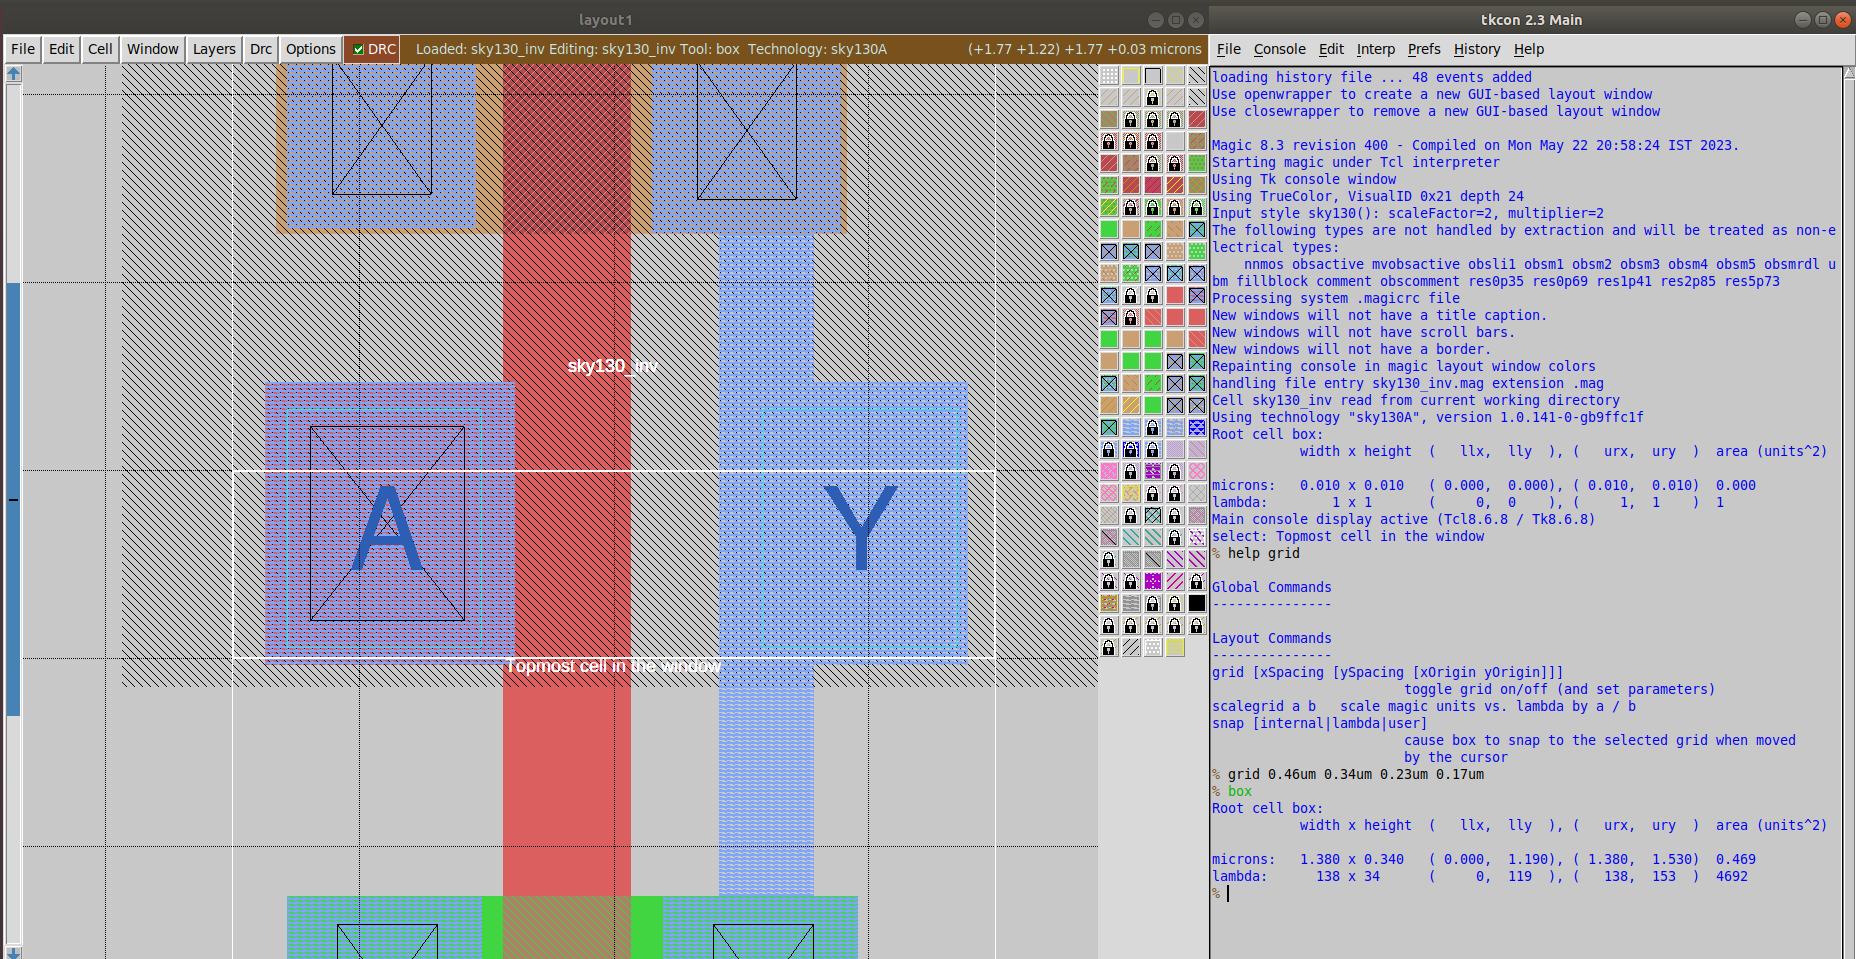 layout1
File Edit Cell Window Layers Drc Options DRC Loaded: sky130_inv Editing: sky130_inv Tool: box Technology: sky130A (+1.77 +1.22) +1.77 +0.03 microns
sky130_inv
A Y
Topmost cell in the window
tkcon 2.3 Main
File Console Edit Interp Prefs History Help
loading history file ... 48 events added
Use openwrapper to create a new GUI-based layout window
Use closewrapper to remove a new GUI-based layout window
Magic 8.3 revision 400 - Compiled on Mon May 22 20:58:24 IST 2023.
Starting magic under Tcl interpreter
Using Tk console window
Using TrueColor, VisualID 0x21 depth 24
Input style sky130(): scaleFactor=2, multiplier=2
The following types are not handled by extraction and will be treated as non-e
lectrical types:
nnmos obsactive mvobsactive obsli1 obsm1 obsm2 obsm3 obsm4 obsm5 obsmrdl u
bm fillblock comment obscomment res0p35 res0p69 res1p41 res2p85 res5p73
Processing system .magicrc file
New windows will not have a title caption.
New windows will not have scroll bars.
New windows will not have a border.
Repainting console in magic layout window colors
handling file entry sky130_inv.mag extension .mag
Cell sky130_inv read from current working directory
Using technology "sky130A", version 1.0.141-0-gb9ffc1f
Root cell box:
width x height ( llx, lly ), ( urx, ury ) area (units^2)
microns: 0.010 x 0.010 ( 0.000, 0.000), ( 0.010, 0.010) 0.000
lambda: 1 x 1 ( 0, 0 ), ( 1, 1 ) 1
Main console display active (Tcl8.6.8 / Tk8.6.8)
select: Topmost cell in the window
% help grid
Global Commands
---------------
Layout Commands
---------------
grid [xSpacing [ySpacing [xOrigin yOrigin]]]
toggle grid on/off (and set parameters)
scalegrid a b scale magic units vs. lambda by a / b
snap [internal|lambda|user]
cause box to snap to the selected grid when moved
by the cursor
% grid 0.46um 0.34um 0.23um 0.17um
% box
Root cell box:
width x height ( llx, lly ), ( urx, ury ) area (units^2)
microns: 1.380 x 0.340 ( 0.000, 1.190), ( 1.380, 1.530) 0.469
lambda: 138 x 34 ( 0, 119 ), ( 138, 153 ) 4692
%